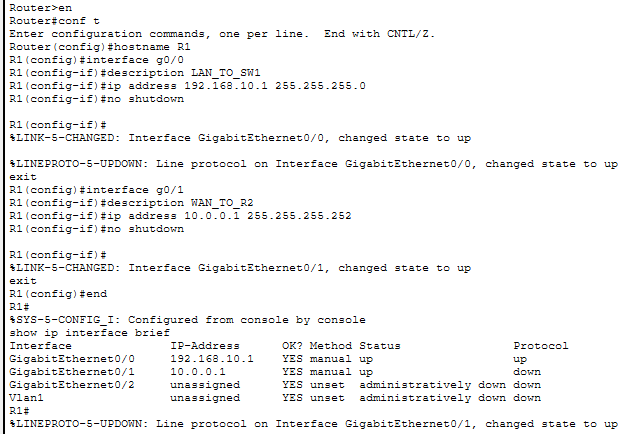 Router>en
Router#conf t
Enter configuration commands, one per line.  End with CNTL/Z.
Router(config)#hostname R1
R1(config)#interface g0/0
R1(config-if)#description LAN_TO_SW1
R1(config-if)#ip address 192.168.10.1 255.255.255.0
R1(config-if)#no shutdown
R1(config-if)#
%LINK-5-CHANGED: Interface GigabitEthernet0/0, changed state to up
%LINEPROTO-5-UPDOWN: Line protocol on Interface GigabitEthernet0/0, changed state to up
exit
R1(config)#interface g0/1
R1(config-if)#description WAN_TO_R2
R1(config-if)#ip address 10.0.0.1 255.255.255.252
R1(config-if)#no shutdown
R1(config-if)#
%LINK-5-CHANGED: Interface GigabitEthernet0/1, changed state to up
exit
R1(config)#end
R1#
%SYS-5-CONFIG_I: Configured from console by console
show ip interface brief
Interface              IP-Address      OK? Method Status                Protocol
GigabitEthernet0/0     192.168.10.1    YES manual up                    up
GigabitEthernet0/1     10.0.0.1        YES manual up                    down
GigabitEthernet0/2     unassigned      YES unset  administratively down down
Vlan1                  unassigned      YES unset  administratively down down
R1#
%LINEPROTO-5-UPDOWN: Line protocol on Interface GigabitEthernet0/1, changed state to up